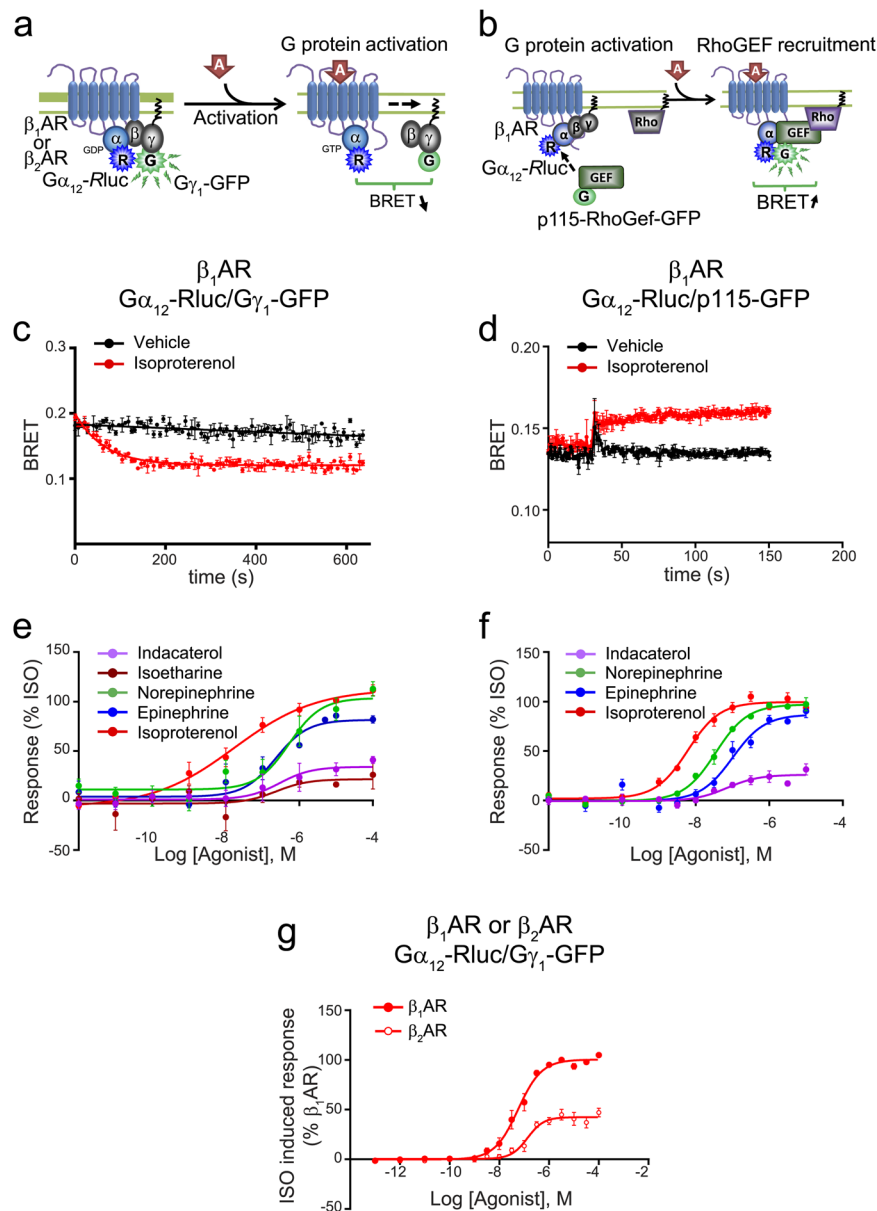 a
G protein activation
A
A
Activation
β₁AR
or
β₂AR
GDP
α
β
γ
R
G
Gα₁₂-Rluc
Gγ₁-GFP
GTP
α
R
β
γ
G
BRET
b
G protein activation
RhoGEF recruitment
A
A
β₁AR
α
β
γ
R
Rho
Gα₁₂-Rluc
GEF
G
p115-RhoGef-GFP
α
GEF
Rho
R
G
BRET
β₁AR
Gα₁₂-Rluc/Gγ₁-GFP
c
Vehicle
Isoproterenol
BRET
0.3
0.2
0.1
0
200
400
600
time (s)
β₁AR
Gα₁₂-Rluc/p115-GFP
d
Vehicle
Isoproterenol
BRET
0.20
0.15
0.10
0
50
100
150
200
time (s)
e
Indacaterol
Isoetharine
Norepinephrine
Epinephrine
Isoproterenol
Response (% ISO)
150
100
50
0
-50
-10
-8
-6
-4
Log [Agonist], M
f
Indacaterol
Norepinephrine
Epinephrine
Isoproterenol
Response (% ISO)
150
100
50
0
-50
-10
-8
-6
-4
Log [Agonist], M
g
β₁AR or β₂AR
Gα₁₂-Rluc/Gγ₁-GFP
β₁AR
β₂AR
ISO induced response
(% β₁AR)
150
100
50
0
-50
-12
-10
-8
-6
-4
-2
Log [Agonist], M